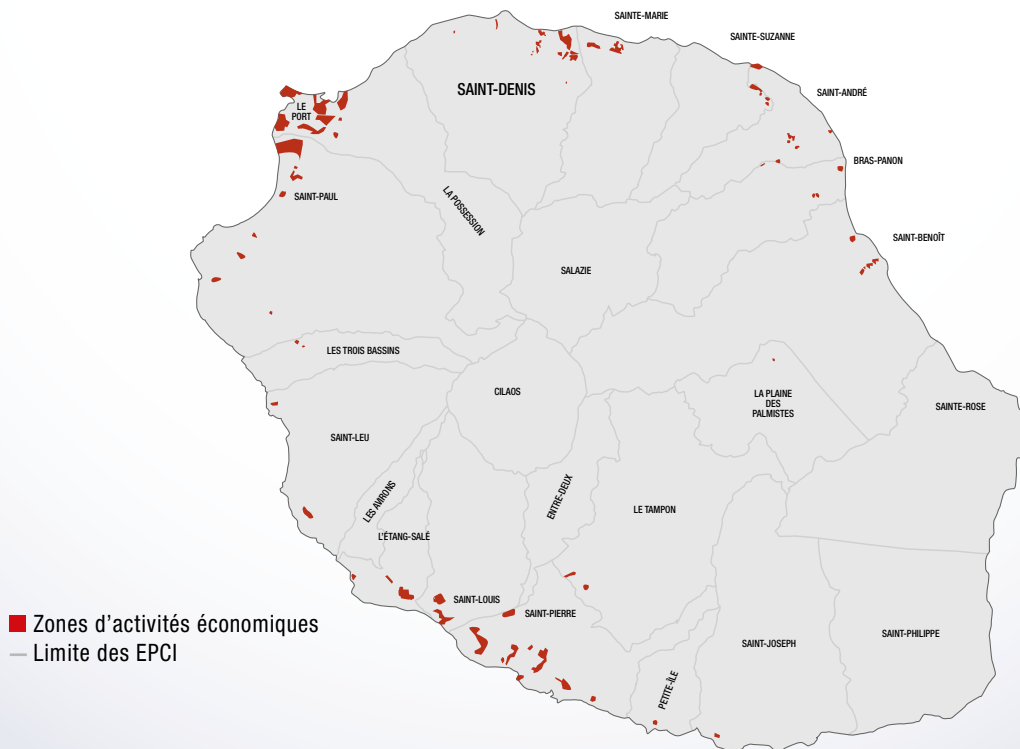 SAINTE-MARIE
SAINTE-SUZANNE
SAINT-DENIS
SAINT-ANDRÉ
LE
PORT
BRAS-PANON
SAINT-PAUL
LA POSSESSION
SAINT-BENOÎT
SALAZIE
LES TROIS BASSINS
CILAOS
LA PLAINE
DES
PALMISTES
SAINTE-ROSE
SAINT-LEU
LES AVIRONS
ENTRE-DEUX
LE TAMPON
L'ÉTANG-SALÉ
SAINT-LOUIS
SAINT-PIERRE
SAINT-JOSEPH
SAINT-PHILIPPE
PETITE-ÎLE
Zones d'activités économiques
Limite des EPCI